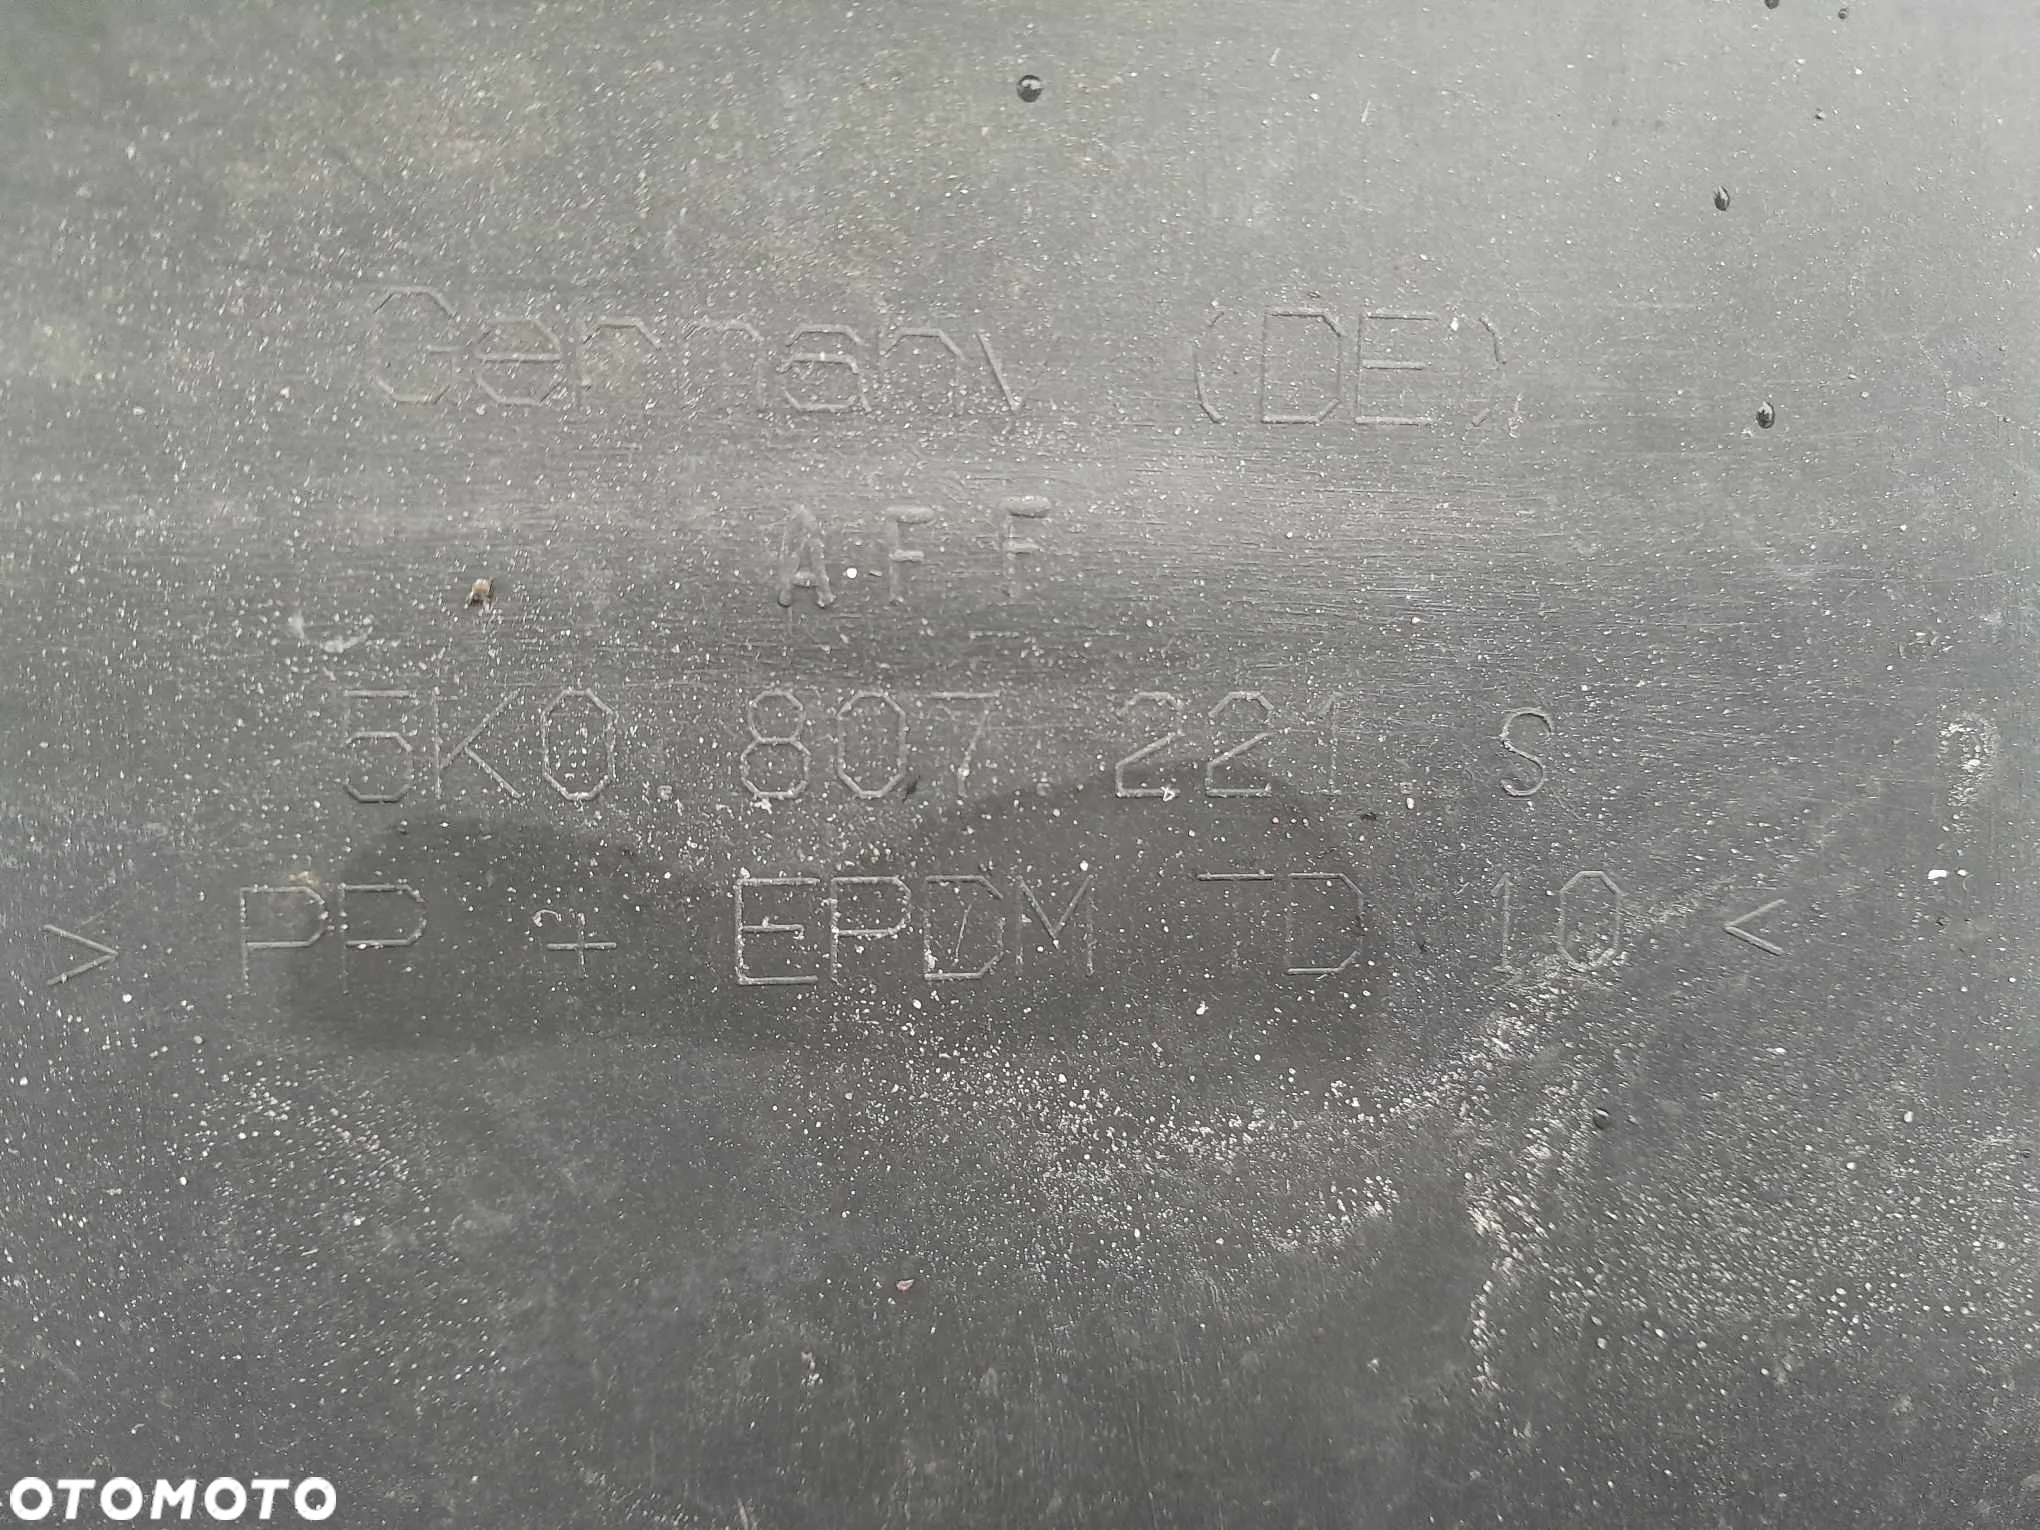 Germany (DE)
AFF
5K0.807.221.S
> PP + EPDM TD 10 <
OTOMOTO